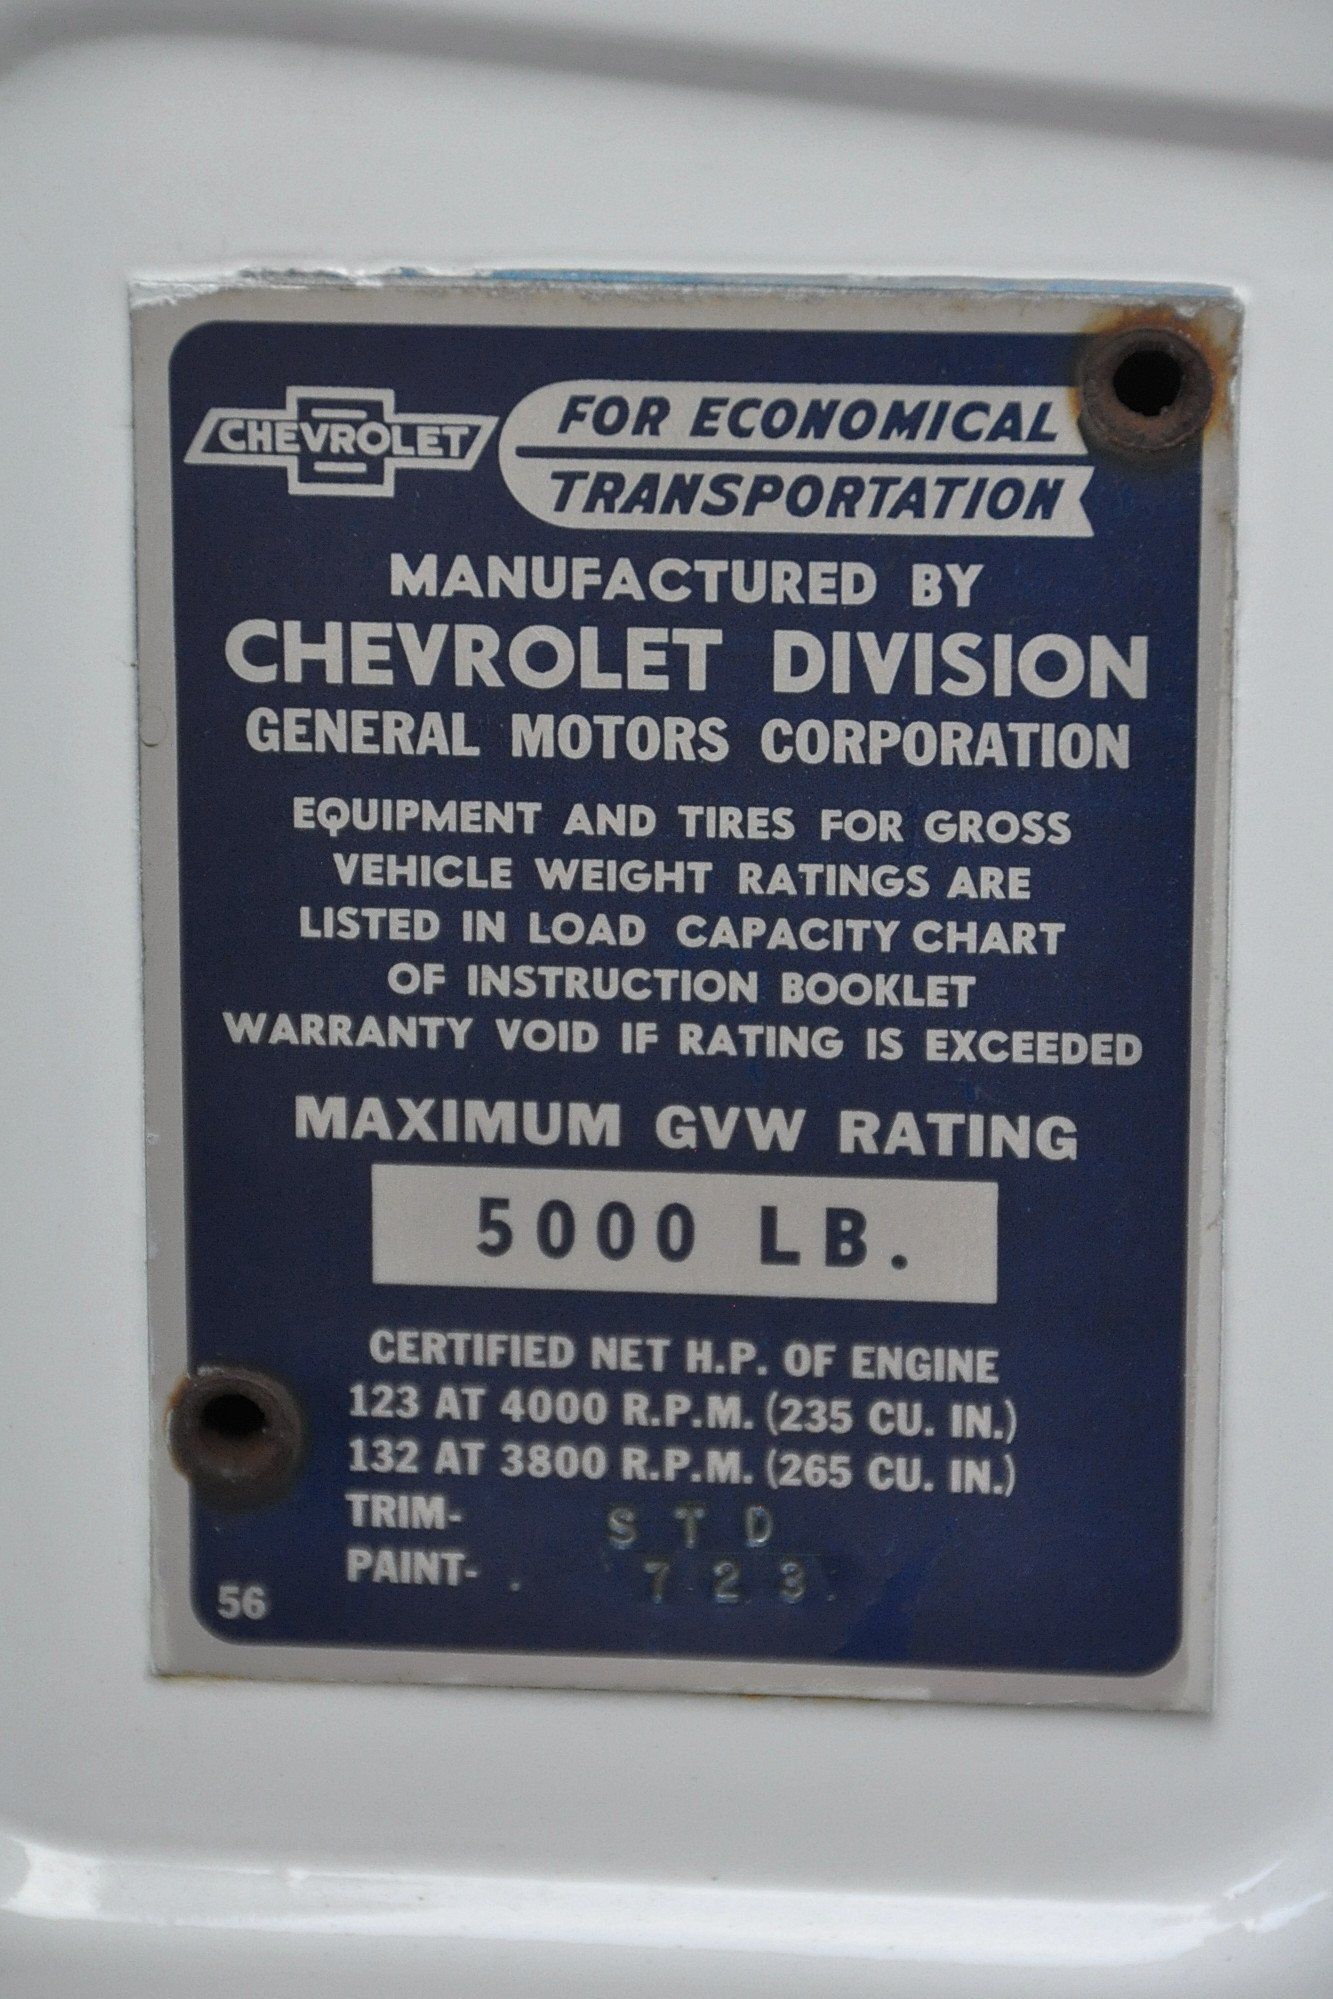 CHEVROLET
FOR ECONOMICAL
TRANSPORTATION
MANUFACTURED BY
CHEVROLET DIVISION
GENERAL MOTORS CORPORATION
EQUIPMENT AND TIRES FOR GROSS
VEHICLE WEIGHT RATINGS ARE
LISTED IN LOAD CAPACITY CHART
OF INSTRUCTION BOOKLET
WARRANTY VOID IF RATING IS EXCEEDED
MAXIMUM GVW RATING
5000 LB.
CERTIFIED NET H.P. OF ENGINE
123 AT 4000 R.P.M. (235 CU. IN.)
132 AT 3800 R.P.M. (265 CU. IN.)
TRIM- STD
PAINT- 723
56